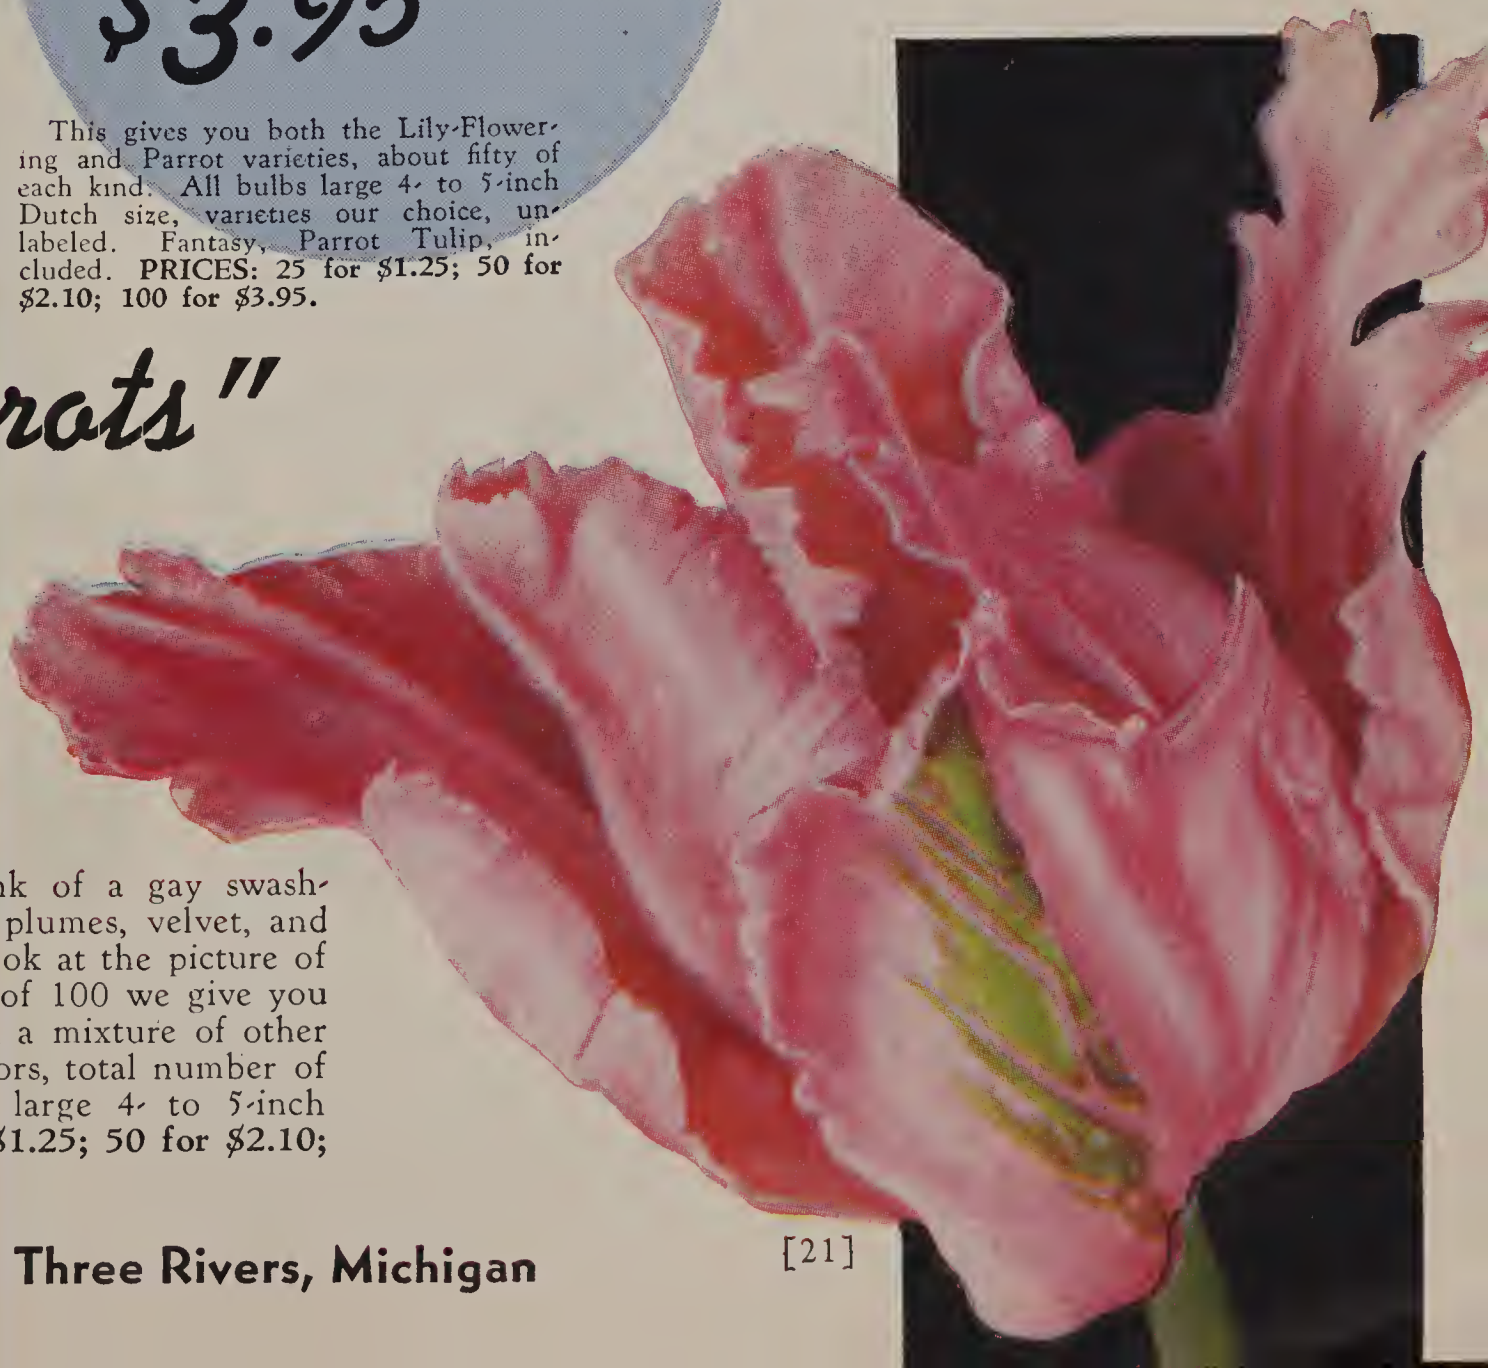 $3.95
This gives you both the Lily-Flower-
ing and Parrot varieties, about fifty of
each kind. All bulbs large 4- to 5-inch
Dutch size, varieties our choice, un-
labeled. Fantasy, Parrot Tulip, in-
cluded. PRICES: 25 for $1.25; 50 for
$2.10; 100 for $3.95.
rots"
nk of a gay swash-
plumes, velvet, and
ok at the picture of
of 100 we give you
a mixture of other
ors, total number of
large 4- to 5-inch
$1.25; 50 for $2.10;
Three Rivers, Michigan
[21]